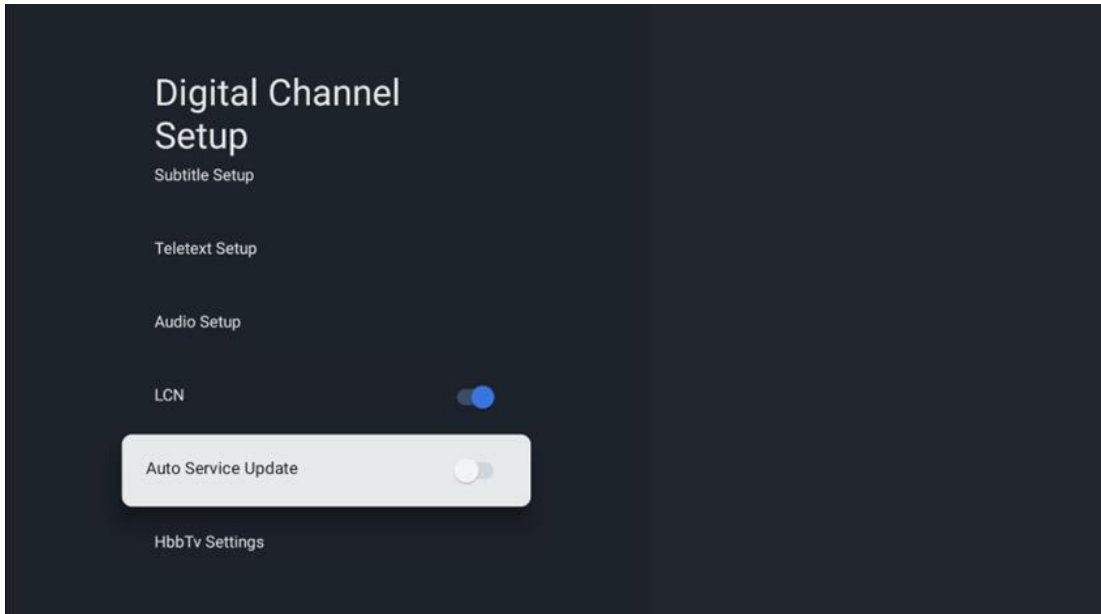 Digital Channel
Setup
Subtitle Setup
Teletext Setup
Audio Setup
LCN
Auto Service Update
HbbTv Settings